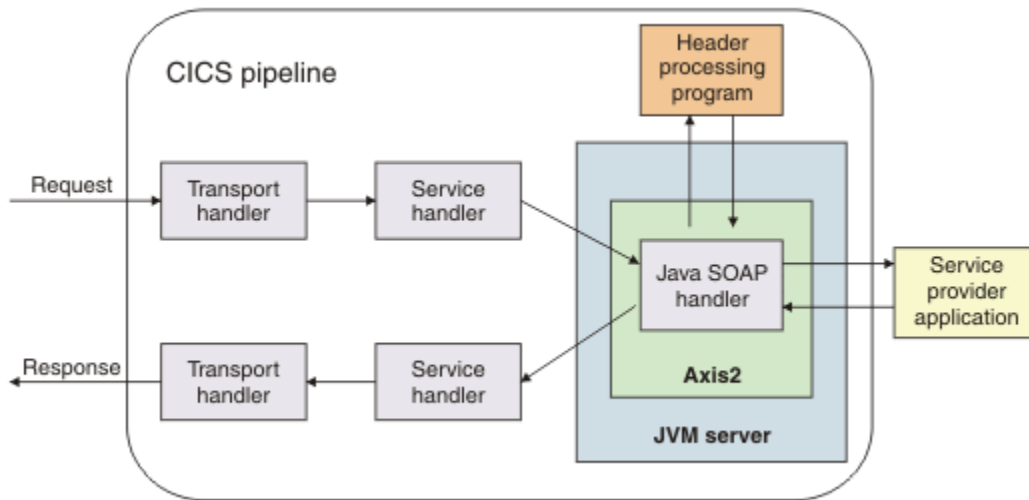 CICS pipeline
Header
processing
program
Request
Transport
handler
Service
handler
Java SOAP
handler
Service
provider
application
Response
Transport
handler
Service
handler
Axis2
JVM server